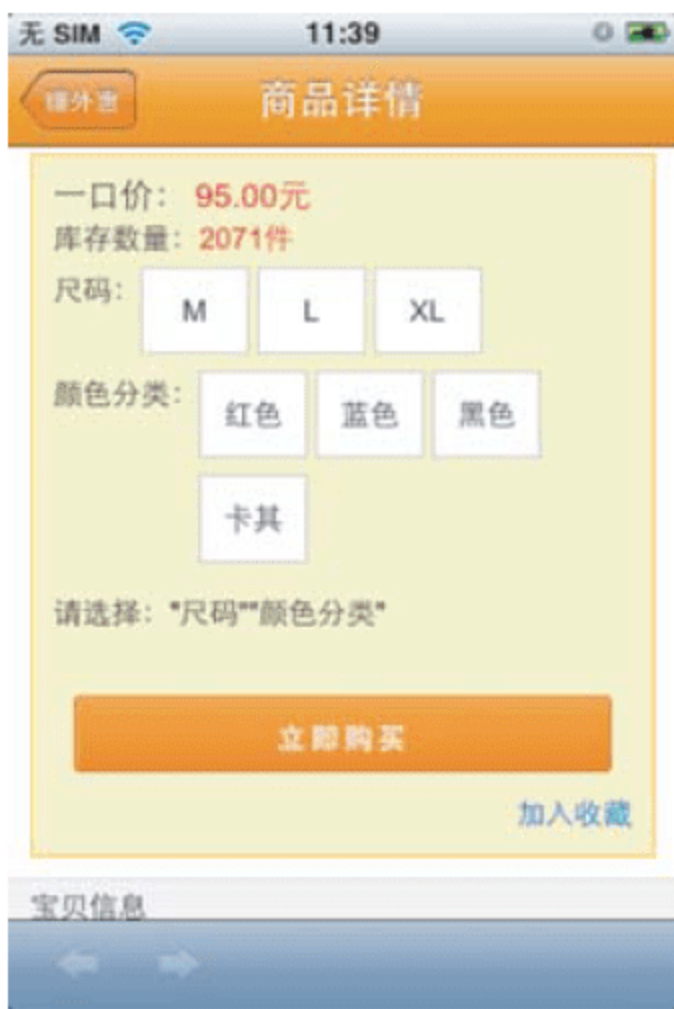 无 SIM 11:39
商品详情
一口价： 95.00元
库存数量： 2071件
尺码： M L XL
颜色分类： 红色 蓝色 黑色
卡其
请选择： "尺码""颜色分类"
立即购买
加入收藏
宝贝信息